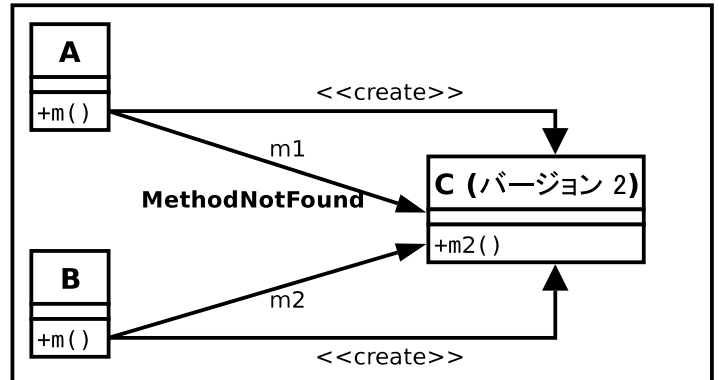 A
+m()
<<create>>
m1
MethodNotFound
C (バージョン 2)
+m2()
B
+m()
m2
<<create>>